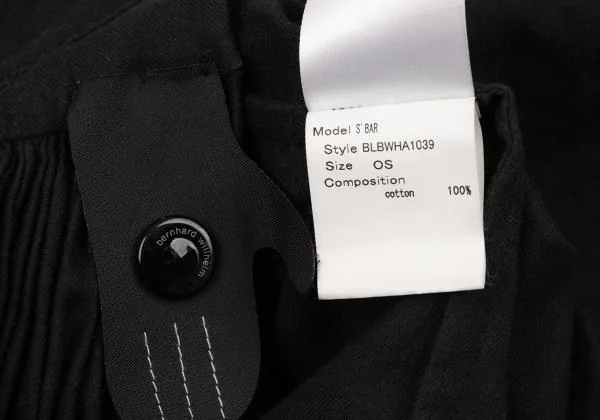 Model S'BAR
Style BLBWHA1039
Size OS
Composition
cotton 100%
bernhard willhelm